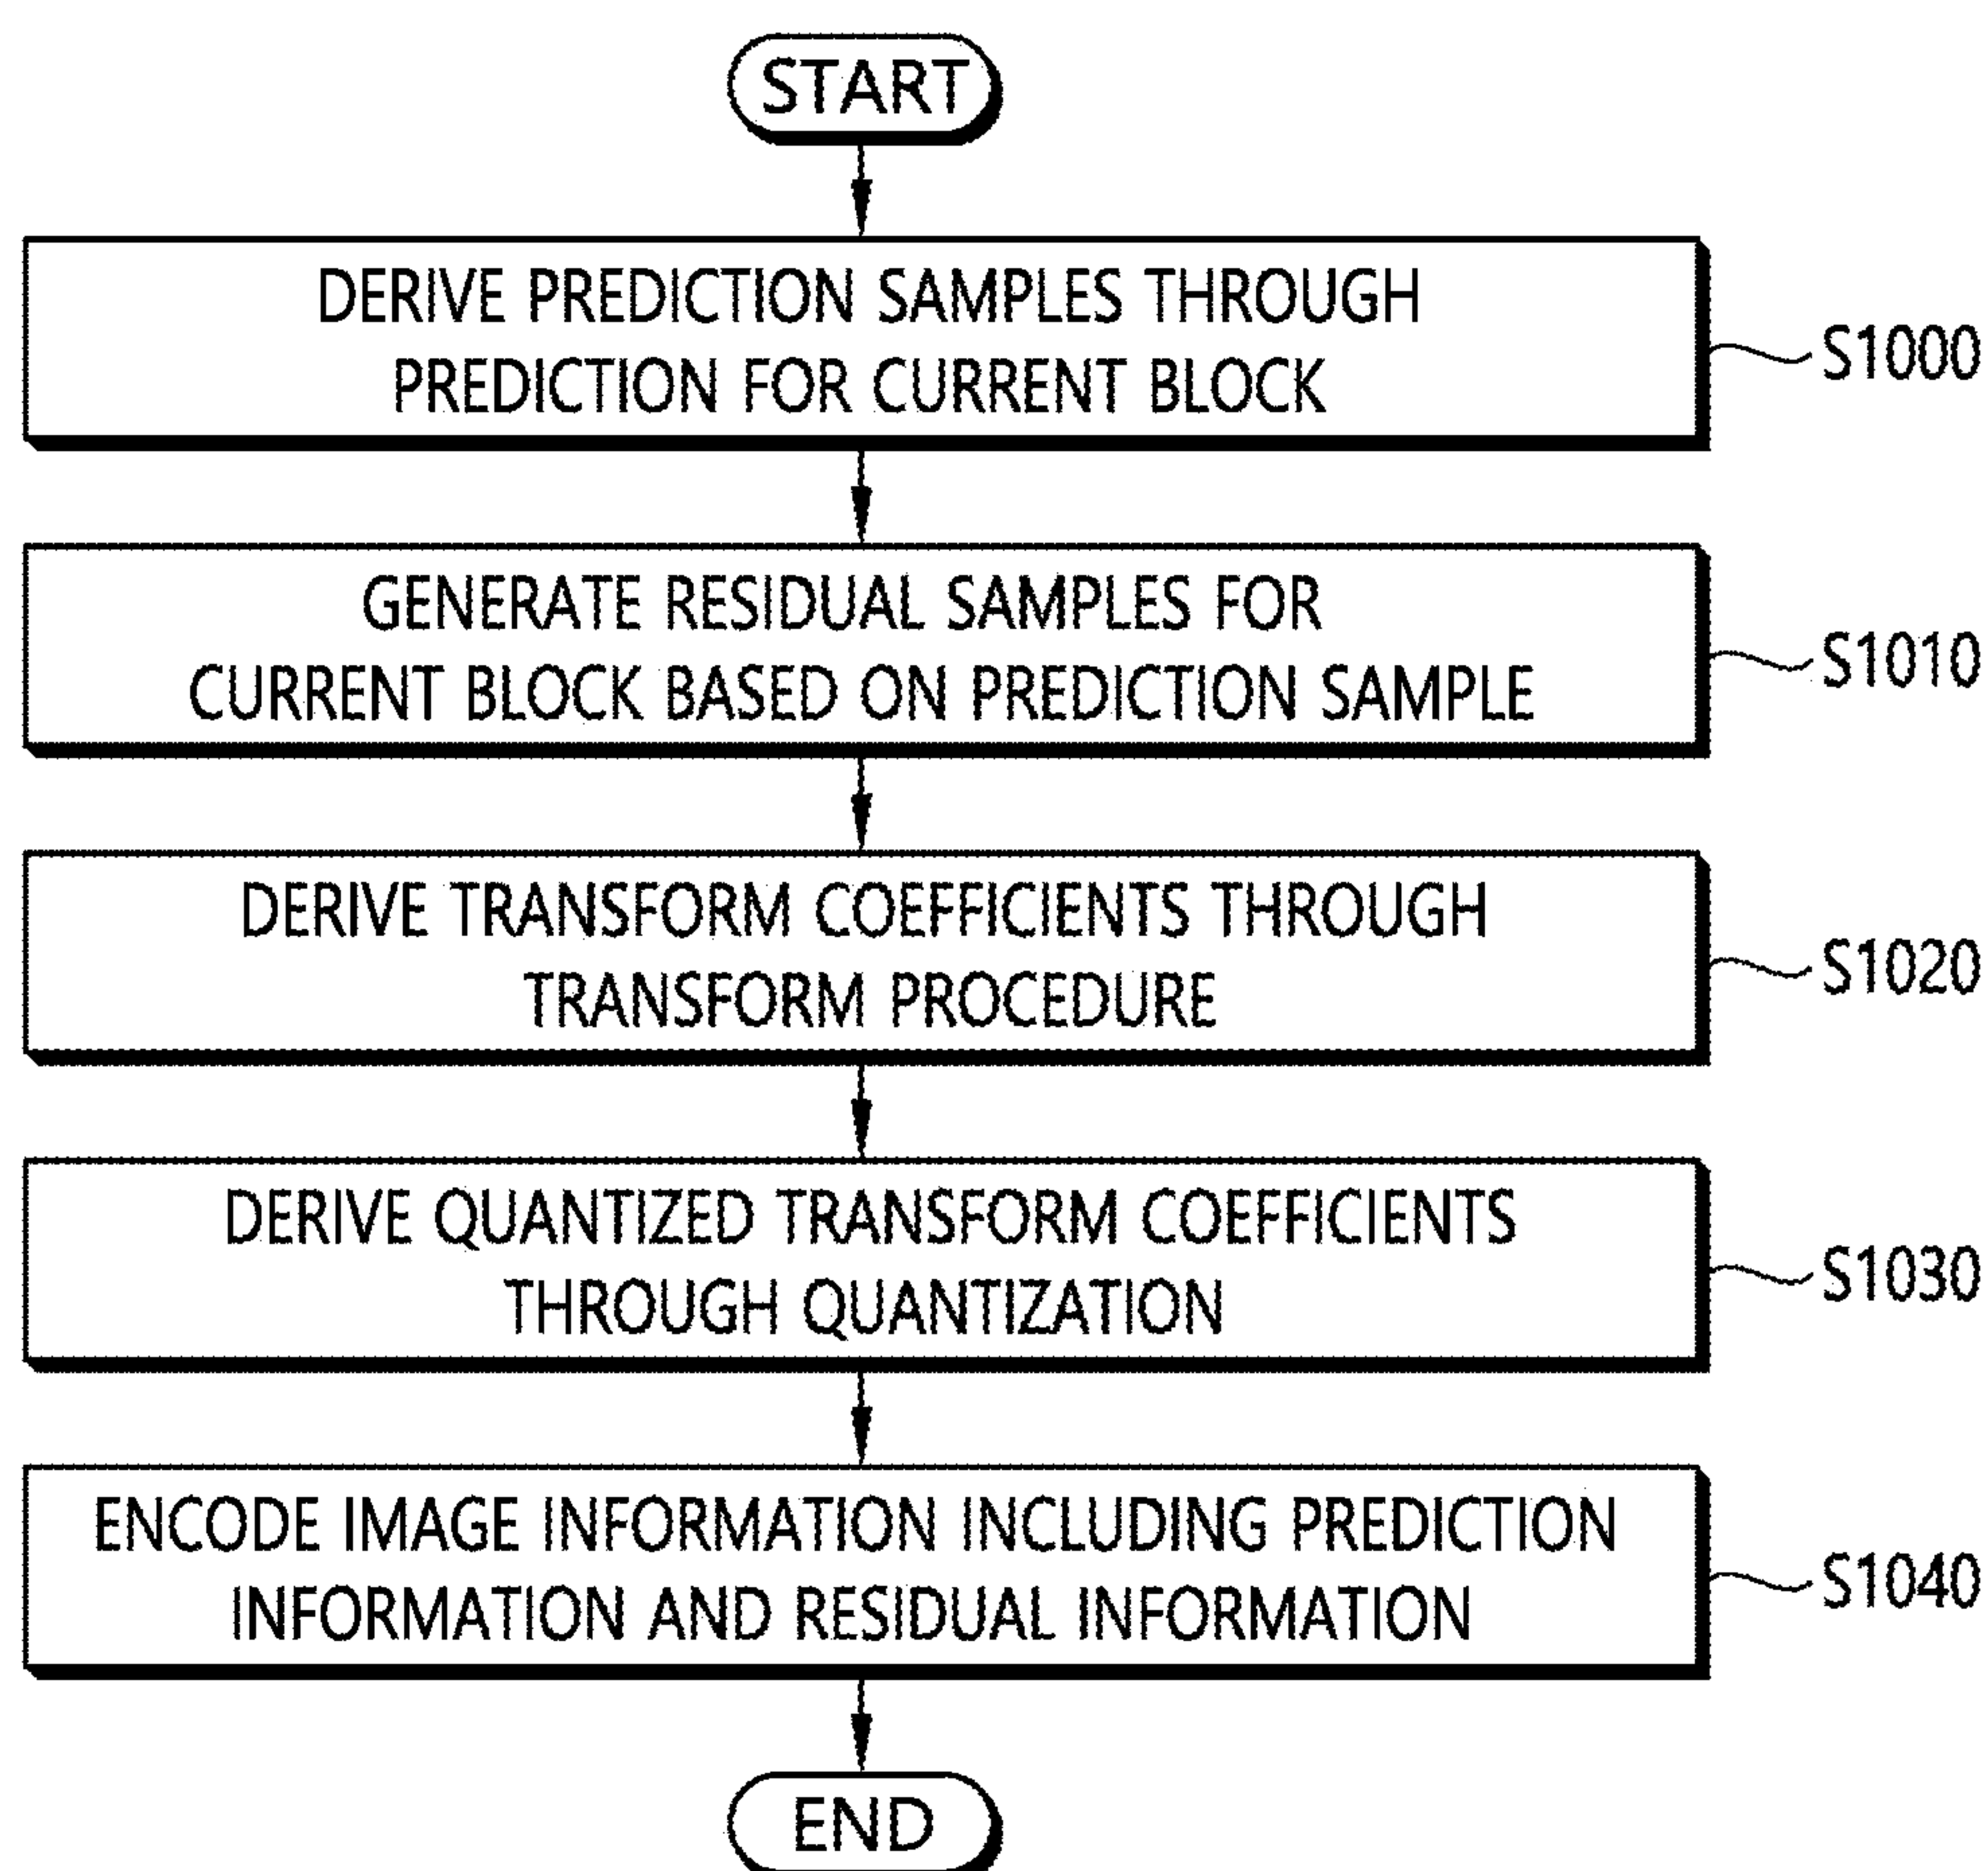 START
DERIVE PREDICTION SAMPLES THROUGH
PREDICTION FOR CURRENT BLOCK
S1000
GENERATE RESIDUAL SAMPLES FOR
CURRENT BLOCK BASED ON PREDICTION SAMPLE
S1010
DERIVE TRANSFORM COEFFICIENTS THROUGH
TRANSFORM PROCEDURE
S1020
DERIVE QUANTIZED TRANSFORM COEFFICIENTS
THROUGH QUANTIZATION
S1030
ENCODE IMAGE INFORMATION INCLUDING PREDICTION
INFORMATION AND RESIDUAL INFORMATION
S1040
END